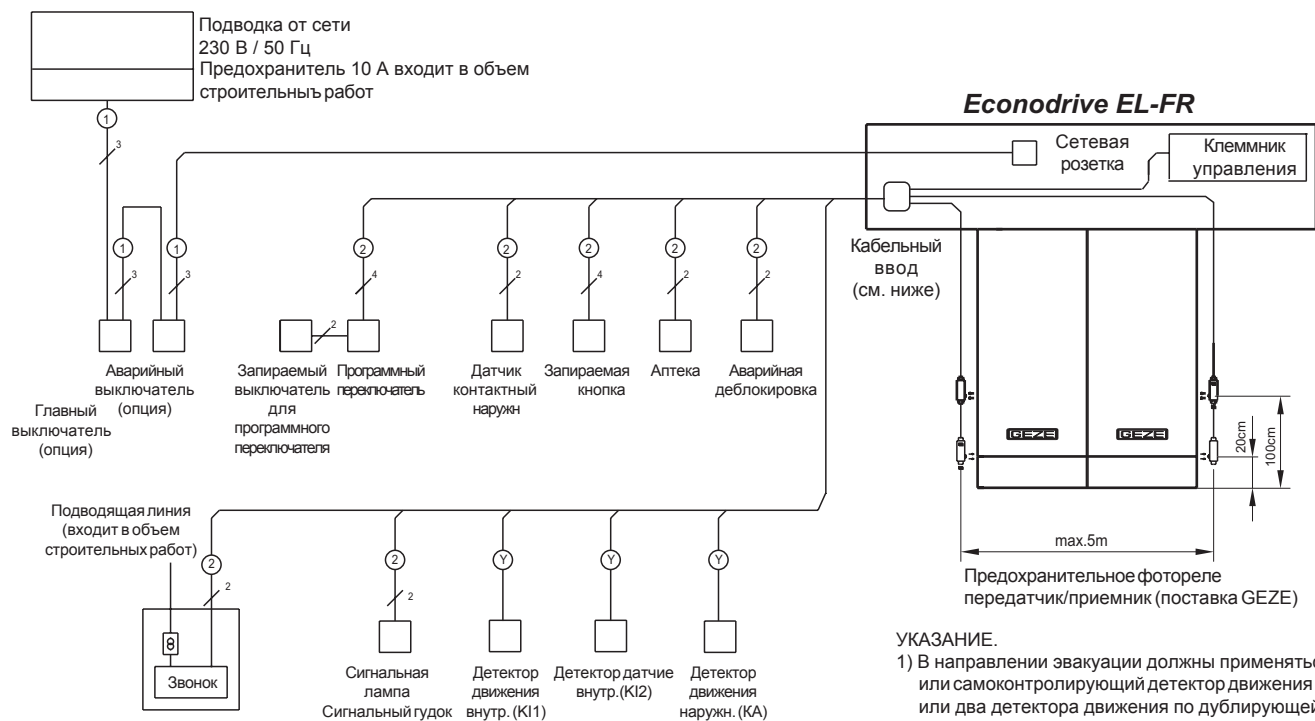 Подводка от сети
230 В / 50 Гц
Предохранитель 10 А входит в объем
строительныъ работ
Econodrive EL-FR
Сетевая
розетка
Клеммник
управления
Кабельный
ввод
(см. ниже)
1
3
1
3
1
3
2
4
2
2
2
2
4
2
2
2
2
Главный
выключатель
(опция)
Аварийный
выключатель
(опция)
Запираемый
выключатель
для
программного
переключателя
Программный
переключатель
Датчик
контактный
наружн
Запираемая
кнопка
Аптека
Аварийная
деблокировка
GEZE
GEZE
20cm
100cm
max.5m
Предохранительное фотореле
передатчик/приемник (поставка GEZE)
Подводящая линия
(входит в объем
строительных работ)
2
2
Звонок
2
2
Y
Y
Y
Сигнальная
лампа
Сигнальный гудок
Детектор
движения
внутр. (KI1)
Детектор датчие
внутр. (KI2)
Детектор
движения
наружн. (KA)
УКАЗАНИЕ.
1) В направлении эвакуации должны применятьс
или самоконтролирующий детектор движения
или два детектора движения по дублирующей